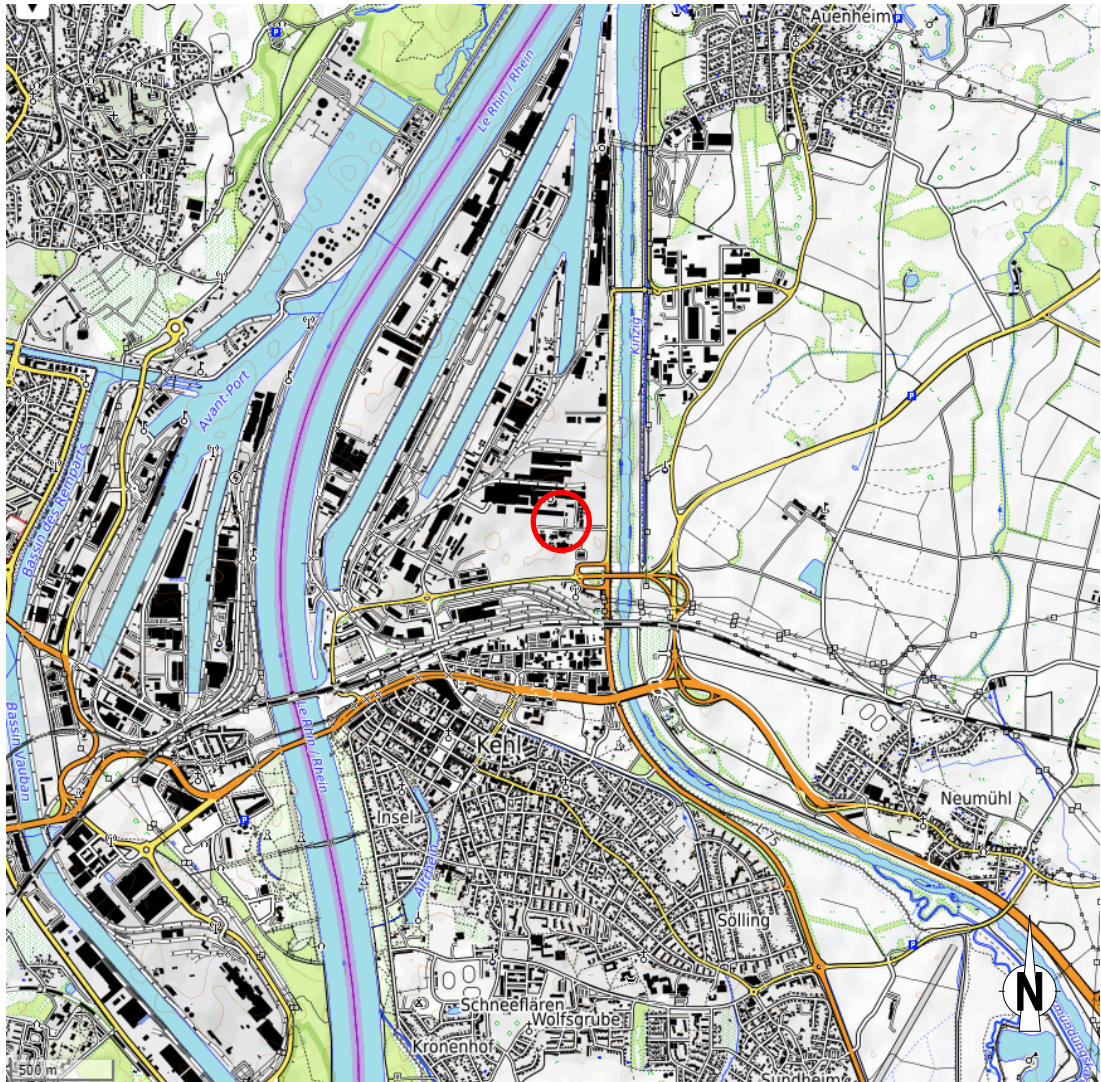 Auenheim
P
P
Le Rhin / Rhein
Kinzig
Avant-Port
P
Bassin des Remparts
Bassin Vauban
Le Rhin - Rhein
Kehl
Insel
Altrhein
P
Neumühl
Sölling
P
Schneeflären
Wolfsgrube
Kronenhof
Sundheim
N
500 m